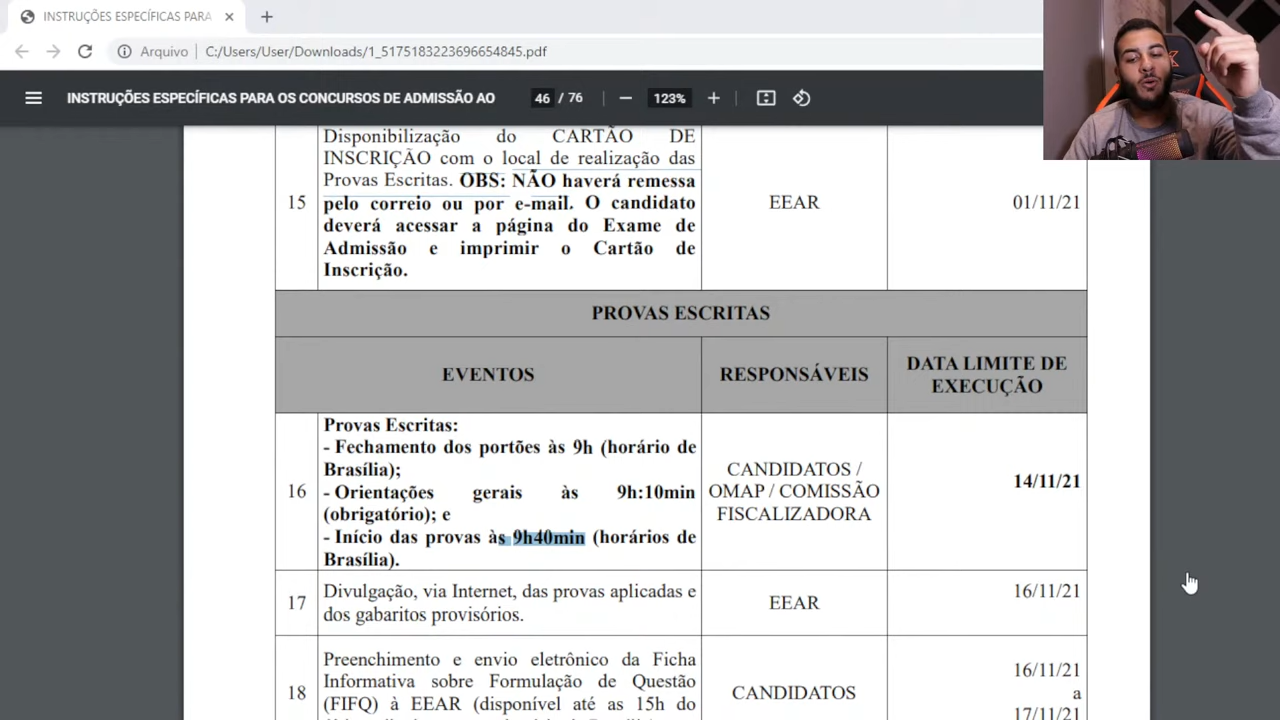 INSTRUÇÕES ESPECÍFICAS PARA
Arquivo
C:/Users/User/Downloads/1_5175183223696654845.pdf
INSTRUÇÕES ESPECÍFICAS PARA OS CONCURSOS DE ADMISSÃO AO
46 / 76
123%
Disponibilização do CARTÃO DE
INSCRIÇÃO com o local de realização das
Provas Escritas. OBS: NÃO haverá remessa
pelo correio ou por e-mail. O candidato
deverá acessar a página do Exame de
Admissão e imprimir o Cartão de
Inscrição.
15
EEAR
01/11/21
PROVAS ESCRITAS
EVENTOS
RESPONSÁVEIS
DATA LIMITE DE
EXECUÇÃO
16
Provas Escritas:
- Fechamento dos portões às 9h (horário de
Brasília);
- Orientações gerais às 9h:10min
(obrigatório); e
- Início das provas às 9h40min (horários de
Brasília).
CANDIDATOS /
OMAP / COMISSÃO
FISCALIZADORA
14/11/21
17
Divulgação, via Internet, das provas aplicadas e
dos gabaritos provisórios.
EEAR
16/11/21
18
Preenchimento e envio eletrônico da Ficha
Informativa sobre Formulação de Questão
(FIFQ) à EEAR (disponível até as 15h do
CANDIDATOS
16/11/21
a
17/11/21